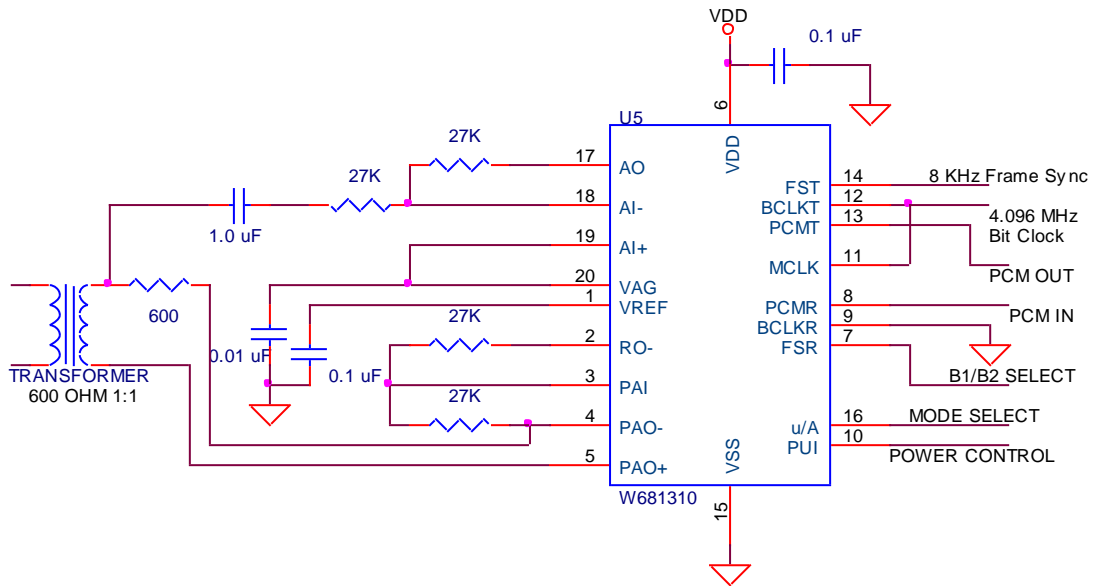 VDD
0.1 uF
6
U5
VDD
27K
17
AO
27K
18
AI-
1.0 uF
19
AI+
20
VAG
1
VREF
600
27K
2
RO-
0.01 uF
0.1 uF
3
PAI
27K
4
PAO-
5
PAO+
TRANSFORMER
600 OHM 1:1
VSS
15
W681310
FST
14
8 KHz Frame Sync
BCLKT
12
PCMT
13
4.096 MHz
Bit Clock
MCLK
11
PCM OUT
PCMR
8
PCM IN
BCLKR
9
FSR
7
B1/B2 SELECT
u/A
16
MODE SELECT
PUI
10
POWER CONTROL